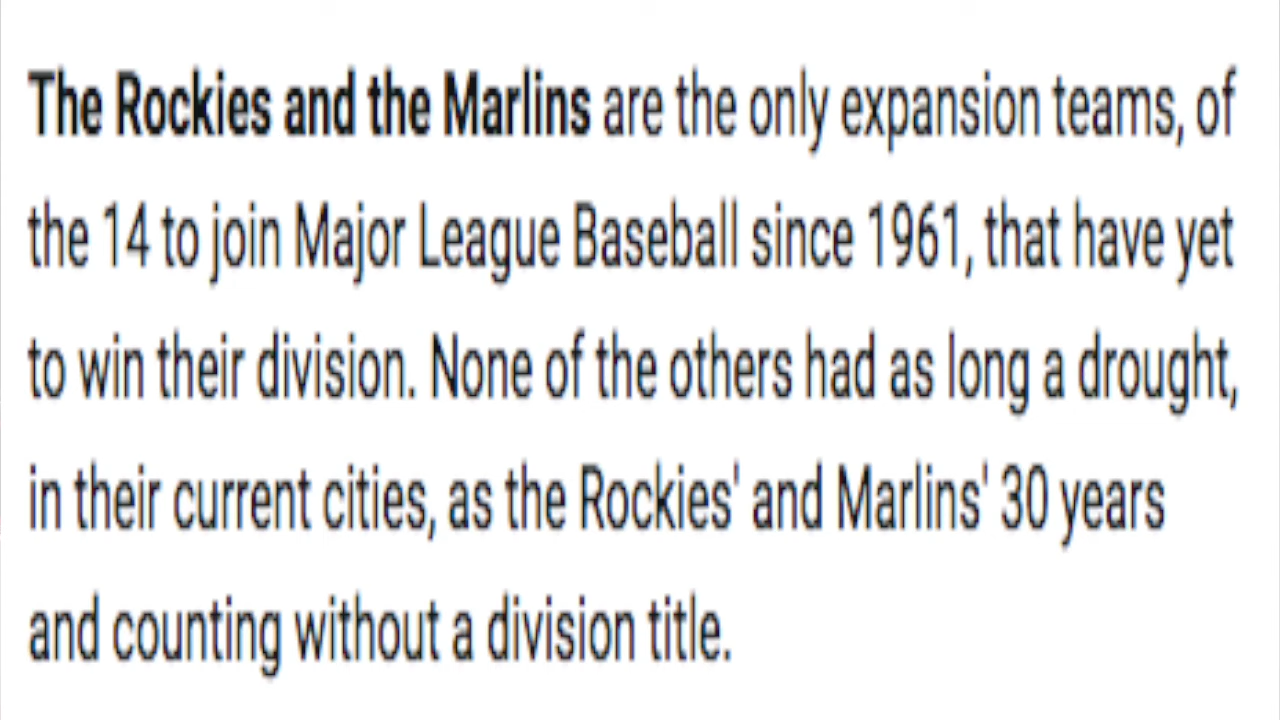 The Rockies and the Marlins are the only expansion teams, of
the 14 to join Major League Baseball since 1961, that have yet
to win their division. None of the others had as long a drought,
in their current cities, as the Rockies' and Marlins' 30 years
and counting without a division title.